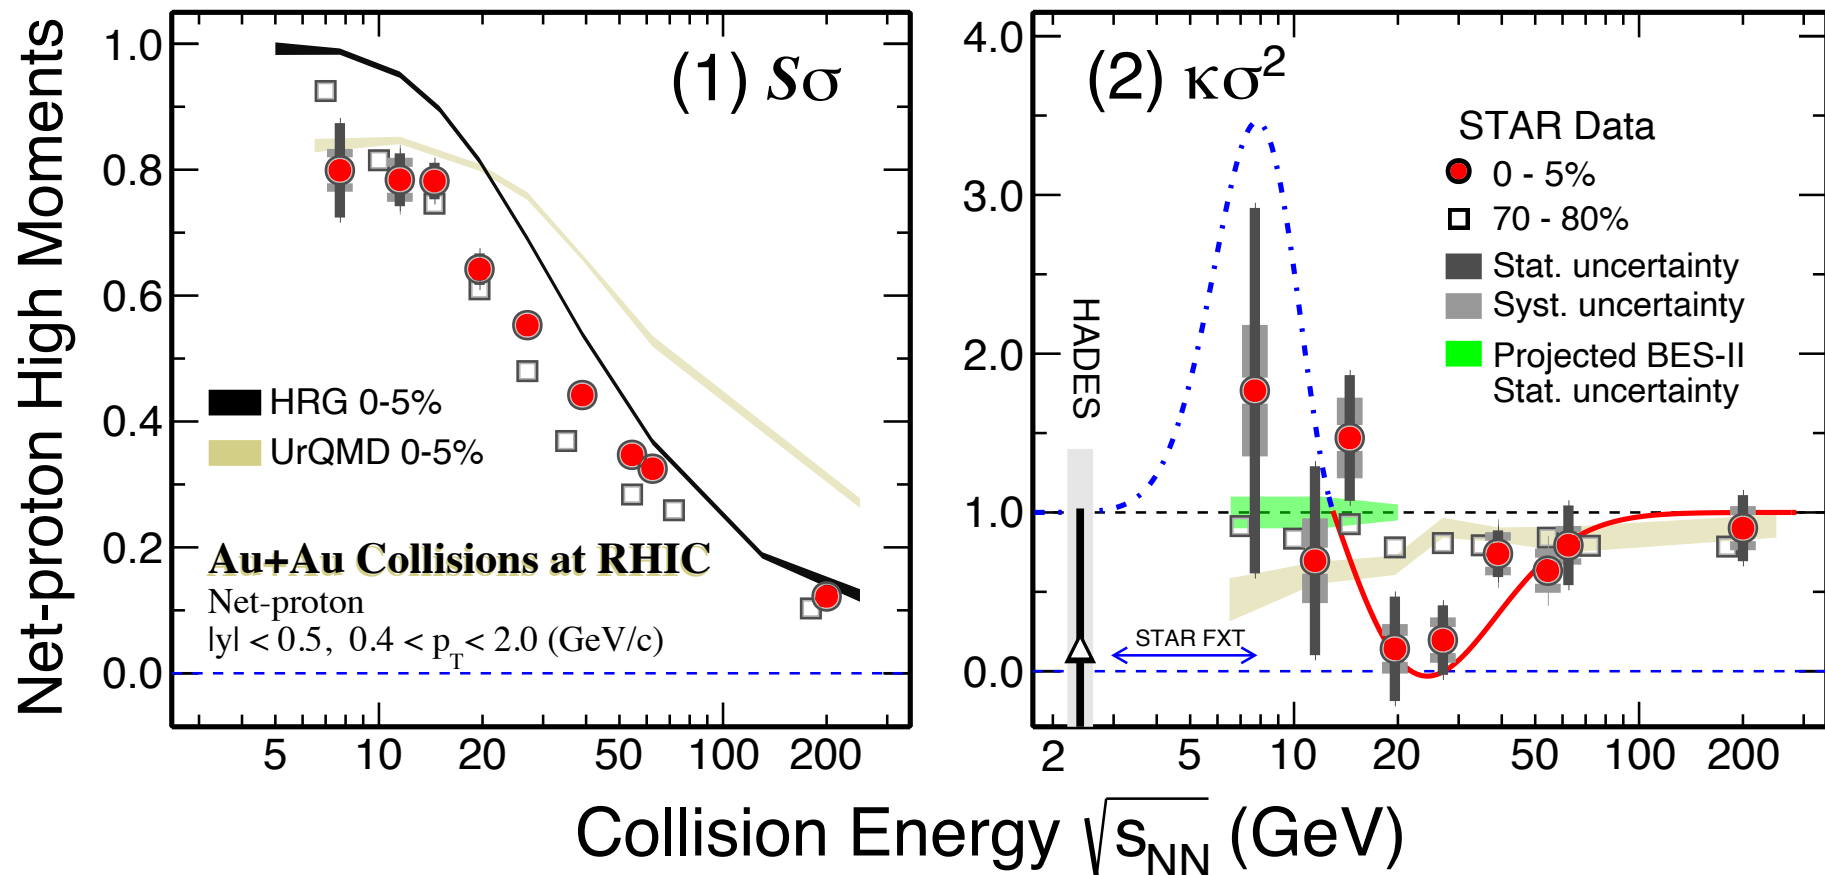 Net-proton High Moments
1.0
0.8
0.6
0.4
0.2
0.0
(1) Sσ
HRG 0-5%
UrQMD 0-5%
Au+Au Collisions at RHIC
Net-proton
|y| < 0.5, 0.4 < p_T < 2.0 (GeV/c)
5 10 20 50 100 200
4.0
3.0
2.0
1.0
0.0
(2) κσ²
STAR Data
0 - 5%
70 - 80%
Stat. uncertainty
Syst. uncertainty
Projected BES-II
Stat. uncertainty
HADES
STAR FXT
2 5 10 20 50 100 200
Collision Energy √s_NN (GeV)